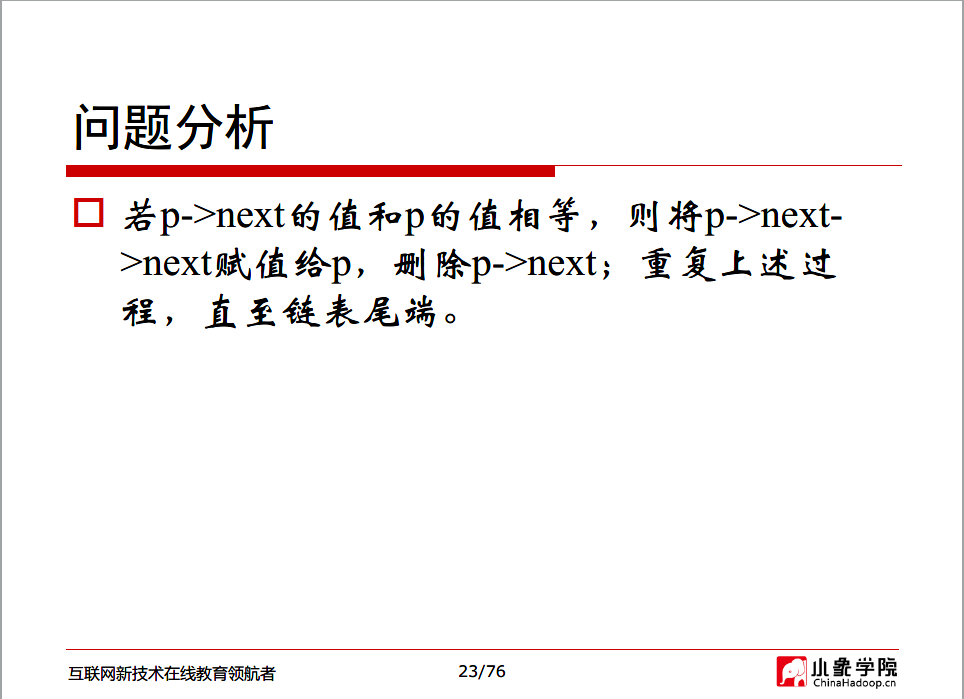 问题分析
若p->next的值和p的值相等，则将p->next-
>next赋值给p，删除p->next；重复上述过
程，直至链表尾端。
互联网新技术在线教育领航者
23/76
小象学院
ChinaHadoop.cn